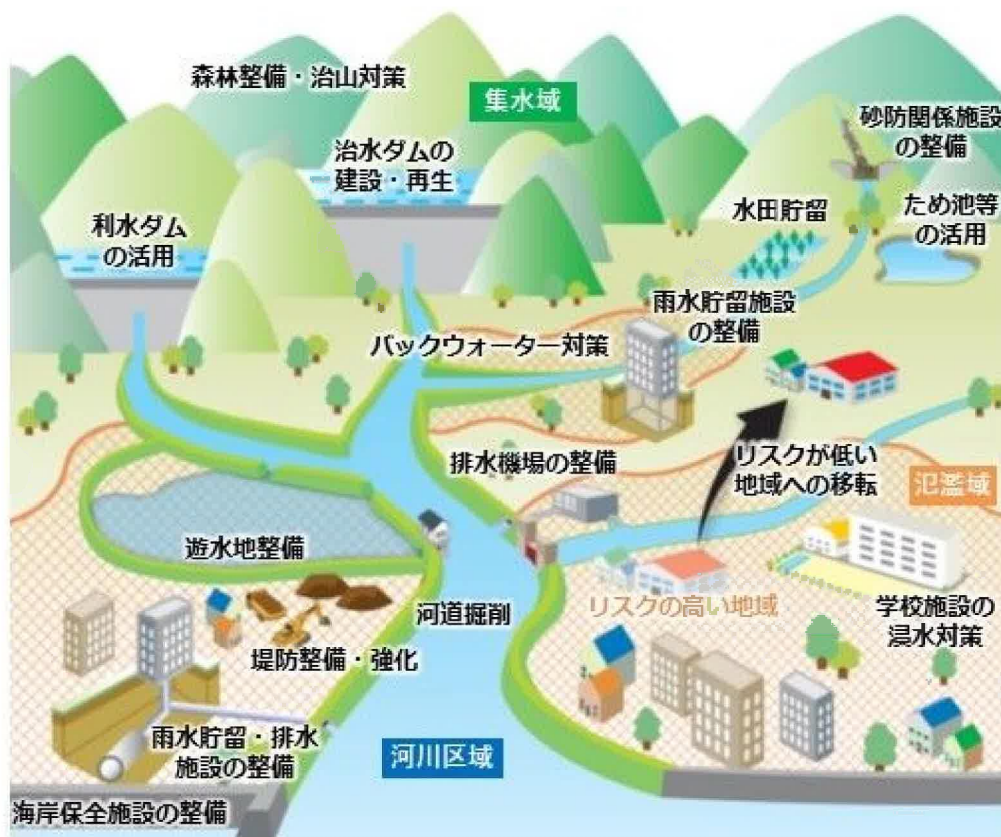 森林整備・治山対策
集水域
砂防関係施設
の整備
治水ダムの
建設・再生
水田貯留
ため池等
の活用
利水ダム
の活用
雨水貯留施設
の整備
バックウォーター対策
排水機場の整備
リスクが低い
地域への移転
氾濫域
遊水地整備
リスクの高い地域
学校施設の
浸水対策
河道掘削
堤防整備・強化
雨水貯留・排水
施設の整備
河川区域
海岸保全施設の整備